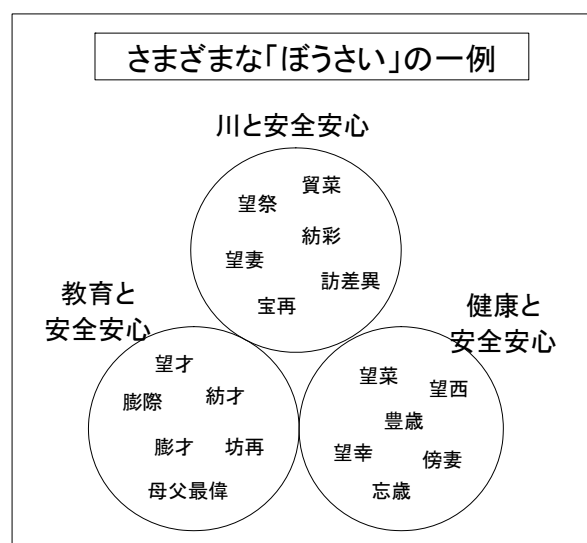 さまざまな「ぼうさい」の一例
川と安全安心
貿菜
望祭
紡彩
望妻
訪差異
宝再
教育と
安全安心
望才
膨際
紡才
膨才
坊再
母父最偉
健康と
安全安心
望菜
望西
豊歳
望幸
傍妻
忘歳